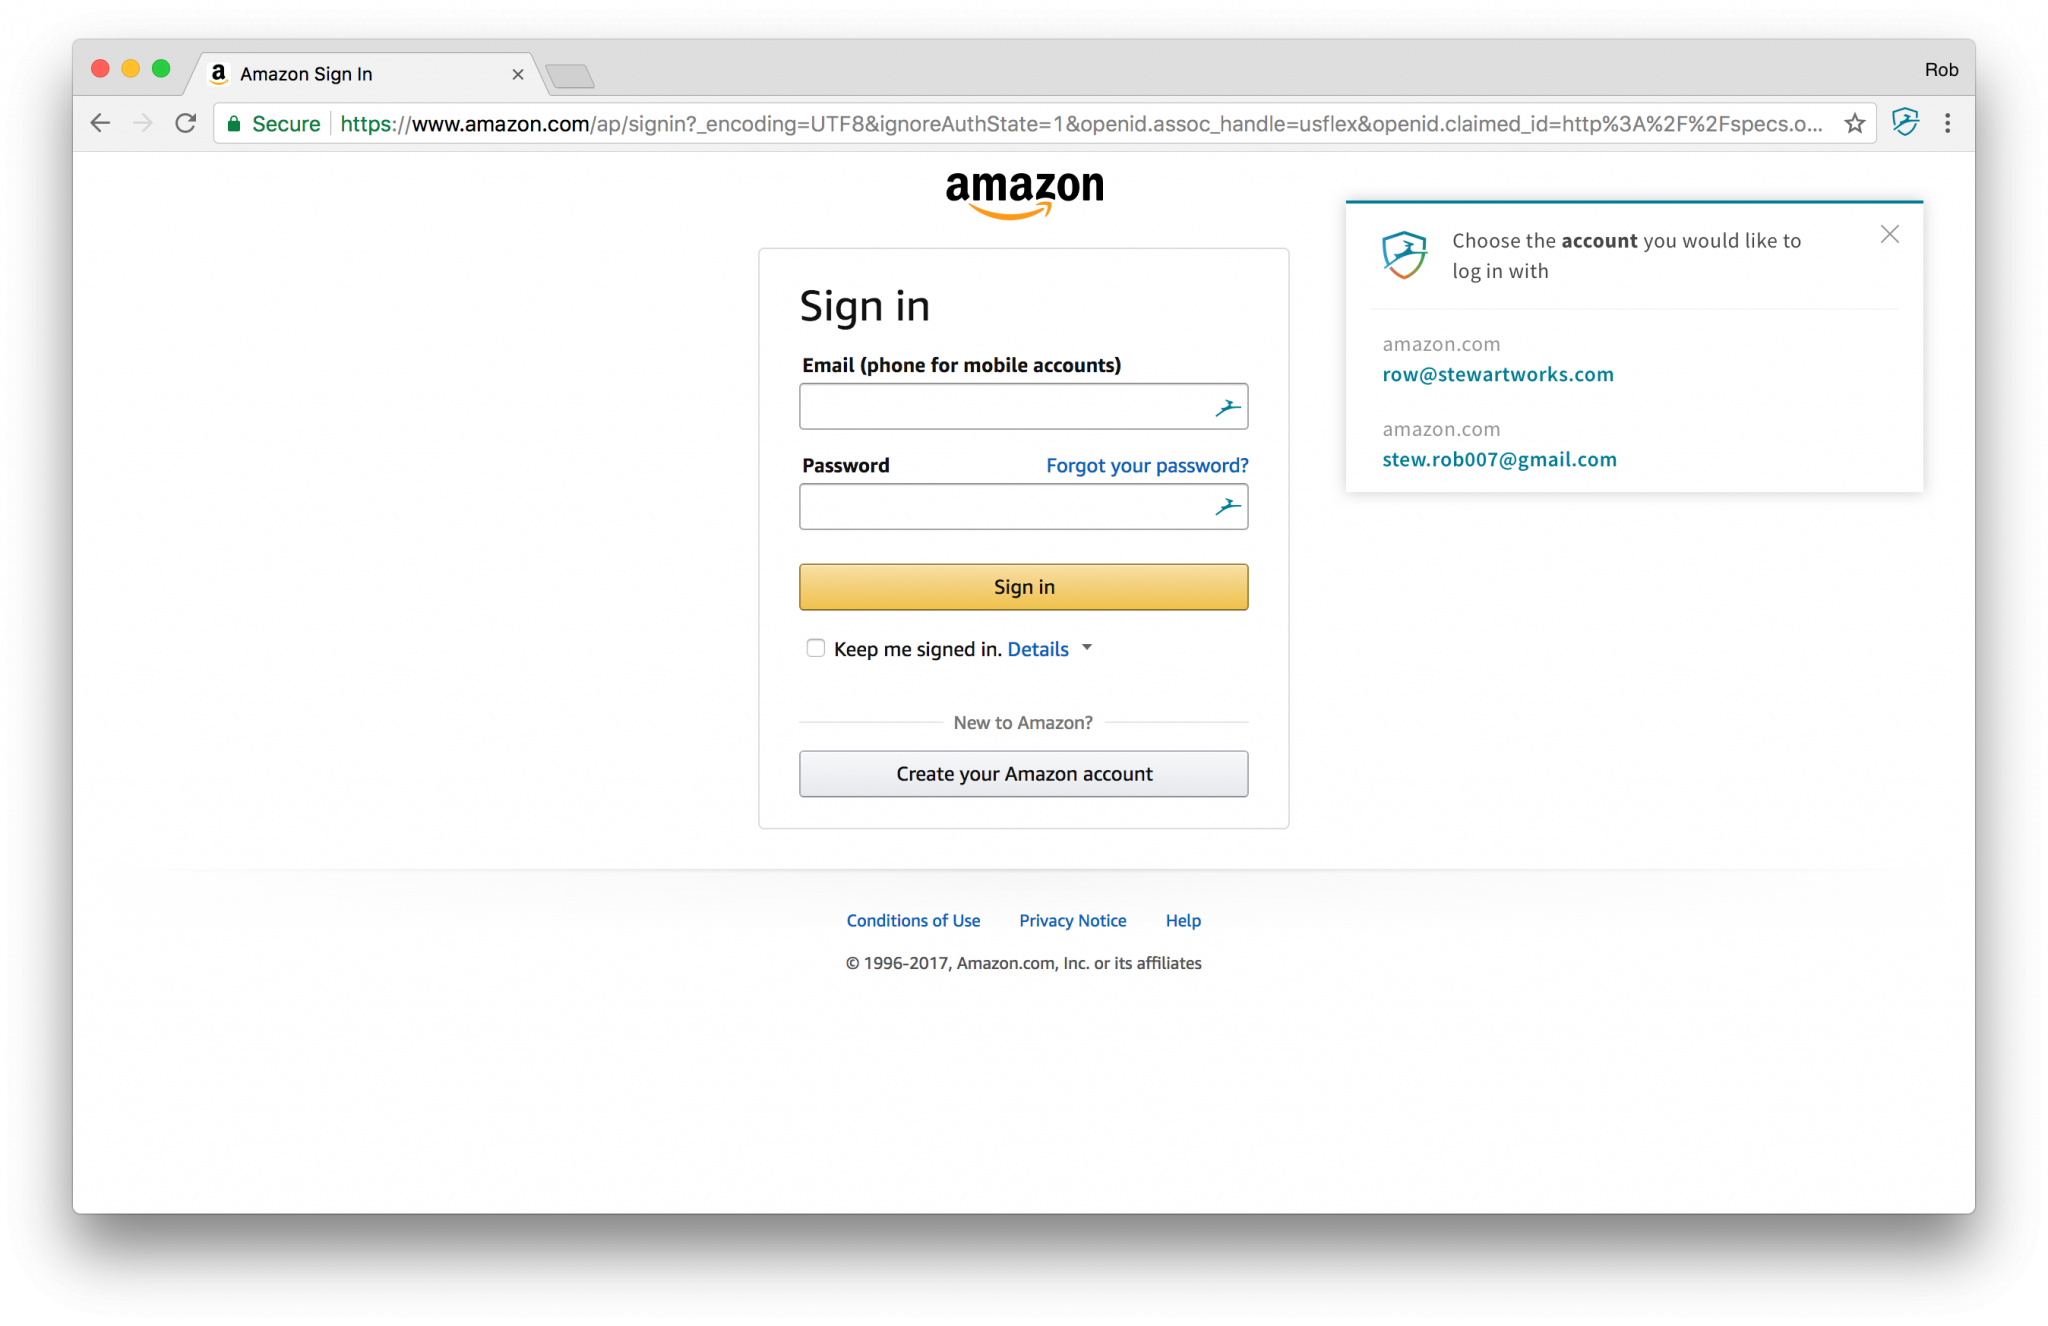 Amazon Sign In
Rob
Secure
https://www.amazon.com/ap/signin?_encoding=UTF8&ignoreAuthState=1&openid.assoc_handle=usflex&openid.claimed_id=http%3A%2F%2Fspecs.o...
amazon
Sign in
Email (phone for mobile accounts)
Password Forgot your password?
Sign in
Keep me signed in. Details
New to Amazon?
Create your Amazon account
Choose the account you would like to
log in with
amazon.com
row@stewartworks.com
amazon.com
stew.rob007@gmail.com
Conditions of Use Privacy Notice Help
© 1996-2017, Amazon.com, Inc. or its affiliates